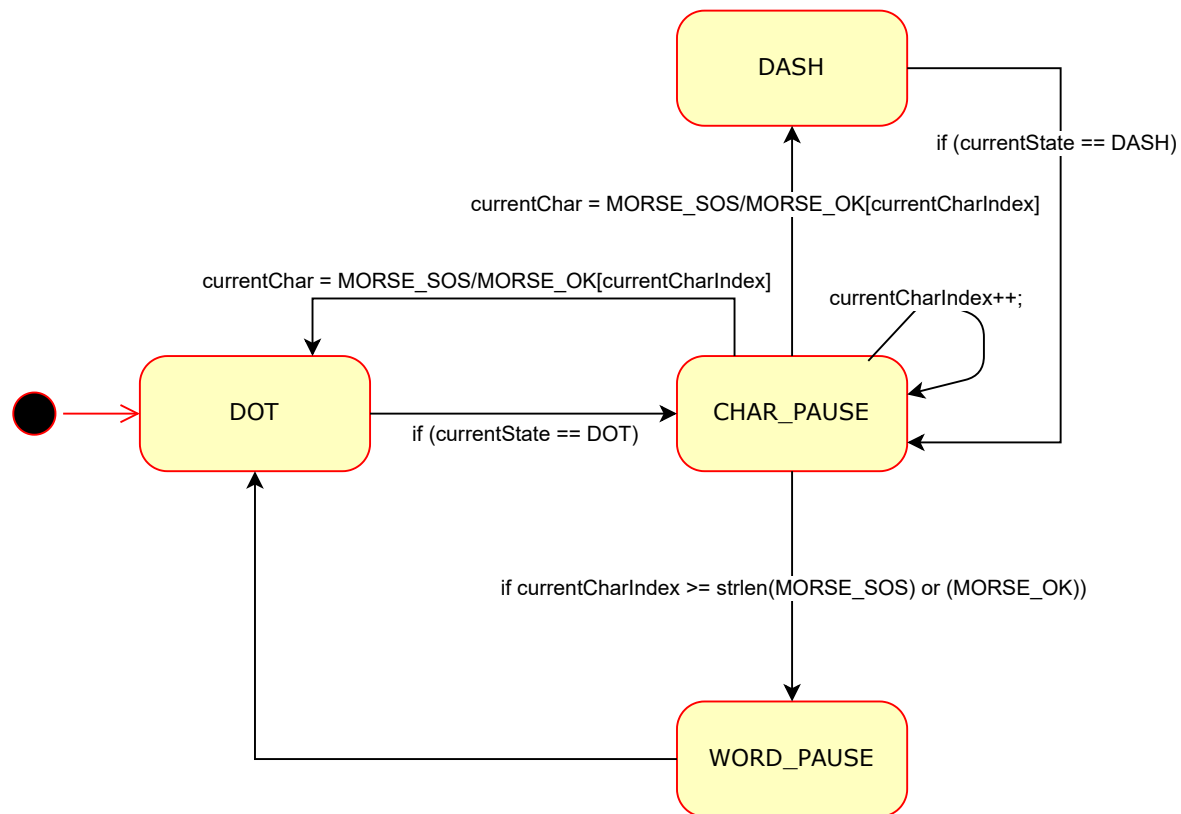 DASH
if (currentState == DASH)
currentChar = MORSE_SOS/MORSE_OK[currentCharIndex]
currentChar = MORSE_SOS/MORSE_OK[currentCharIndex]
currentCharIndex++;
DOT
if (currentState == DOT)
CHAR_PAUSE
if currentCharIndex >= strlen(MORSE_SOS) or (MORSE_OK))
WORD_PAUSE